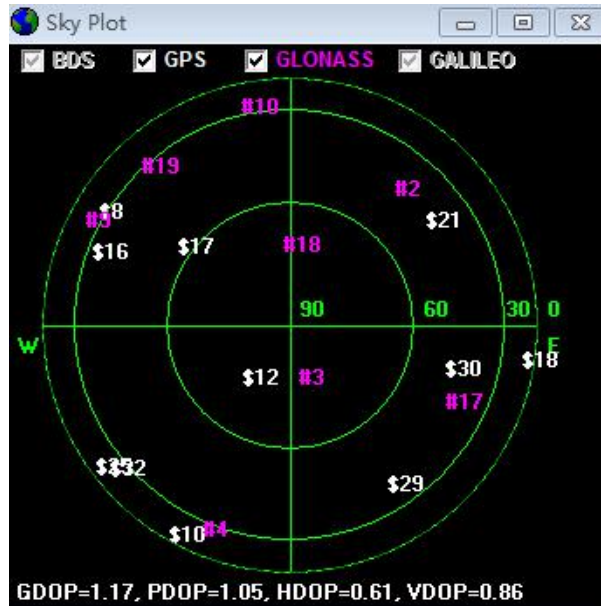 Sky Plot
BDS GPS GLONASS GALILEO
#10
#19
#2
$8
$21
$16 $17 #18
90 60 30 0
W E
$18
$30
$12 #3
#17
$32
$29
$10 #4
GDOP=1.17, PDOP=1.05, HDOP=0.61, VDOP=0.86